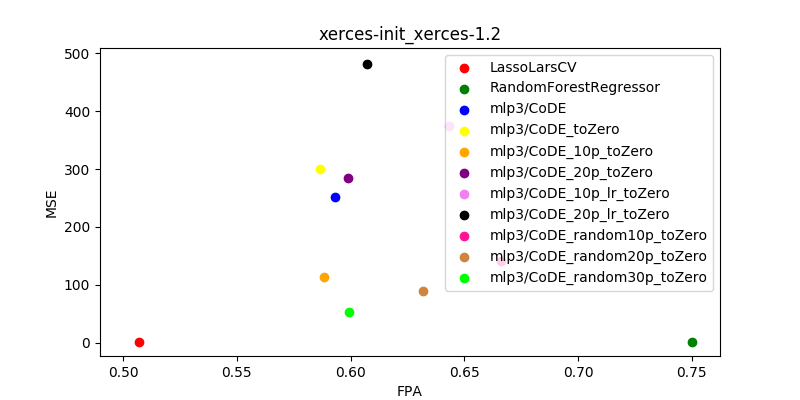 xerces-init_xerces-1.2
500
400
300
200
100
0
MSE
LassoLarsCV
RandomForestRegressor
mlp3/CoDE
mlp3/CoDE_toZero
mlp3/CoDE_10p_toZero
mlp3/CoDE_20p_toZero
mlp3/CoDE_10p_lr_toZero
mlp3/CoDE_20p_lr_toZero
mlp3/CoDE_random10p_toZero
mlp3/CoDE_random20p_toZero
mlp3/CoDE_random30p_toZero
0.50 0.55 0.60 0.65 0.70 0.75
FPA